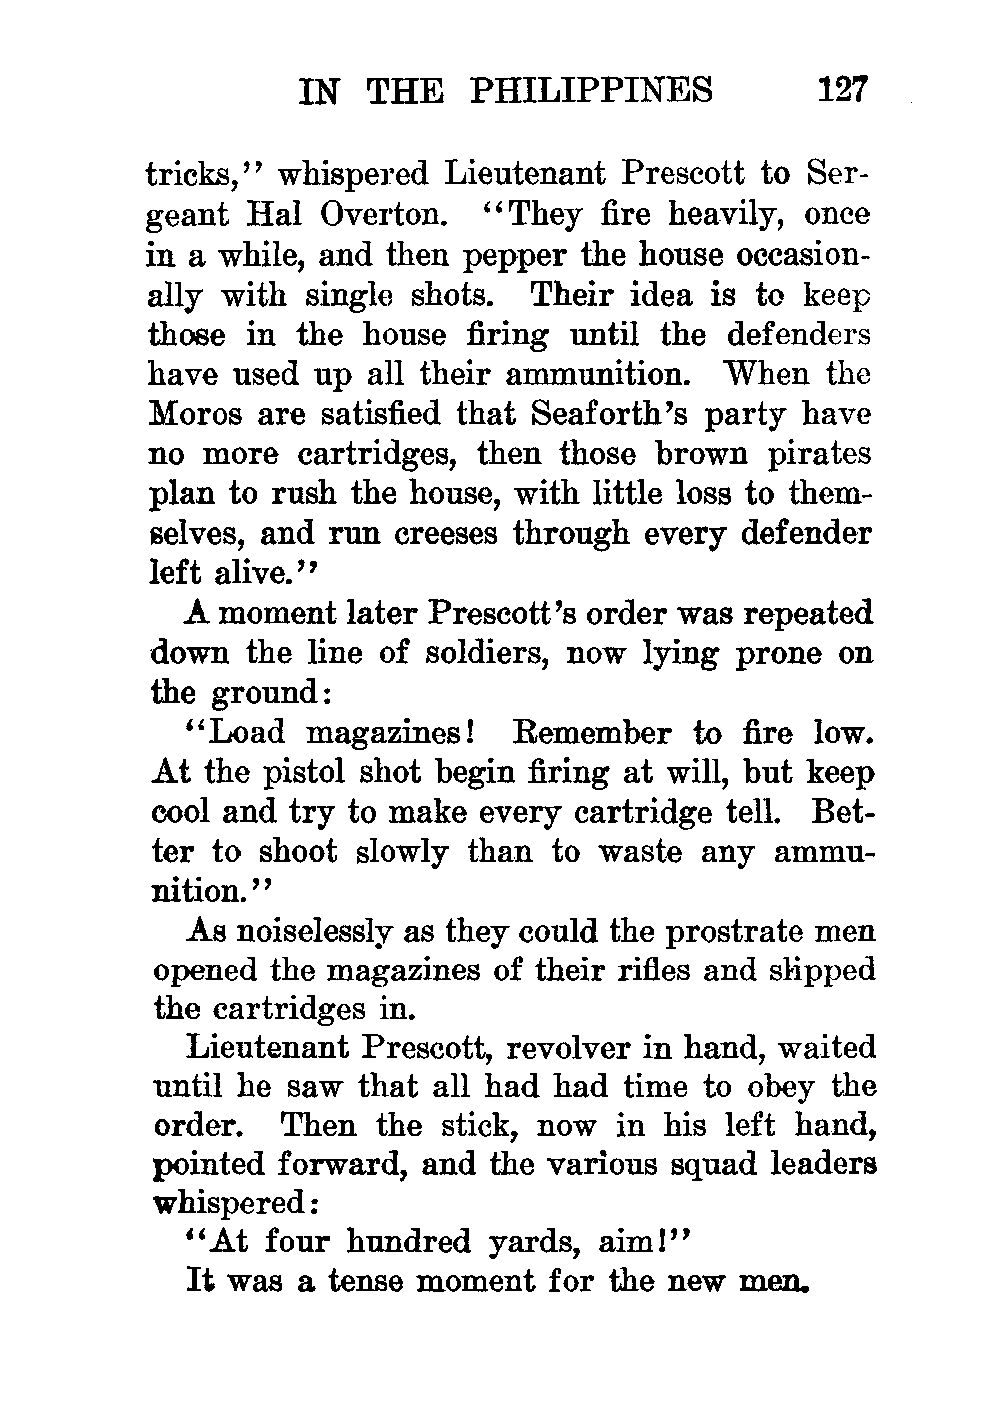 IN THE PHILIPPINES 127
tricks," whispered Lieutenant Prescott to Ser-
geant Hal Overton. "They fire heavily, once
in a while, and then pepper the house occasion-
ally with single shots. Their idea is to keep
those in the house firing until the defenders
have used up all their ammunition. When the
Moros are satisfied that Seaforth's party have
no more cartridges, then those brown pirates
plan to rush the house, with little loss to them-
selves, and run creeses through every defender
left alive."
A moment later Prescott's order was repeated
down the line of soldiers, now lying prone on
the ground:
"Load magazines! Remember to fire low.
At the pistol shot begin firing at will, but keep
cool and try to make every cartridge tell. Bet-
ter to shoot slowly than to waste any ammu-
nition."
As noiselessly as they could the prostrate men
opened the magazines of their rifles and slipped
the cartridges in.
Lieutenant Prescott, revolver in hand, waited
until he saw that all had had time to obey the
order. Then the stick, now in his left hand,
pointed forward, and the various squad leaders
whispered:
"At four hundred yards, aim!"
It was a tense moment for the new men.